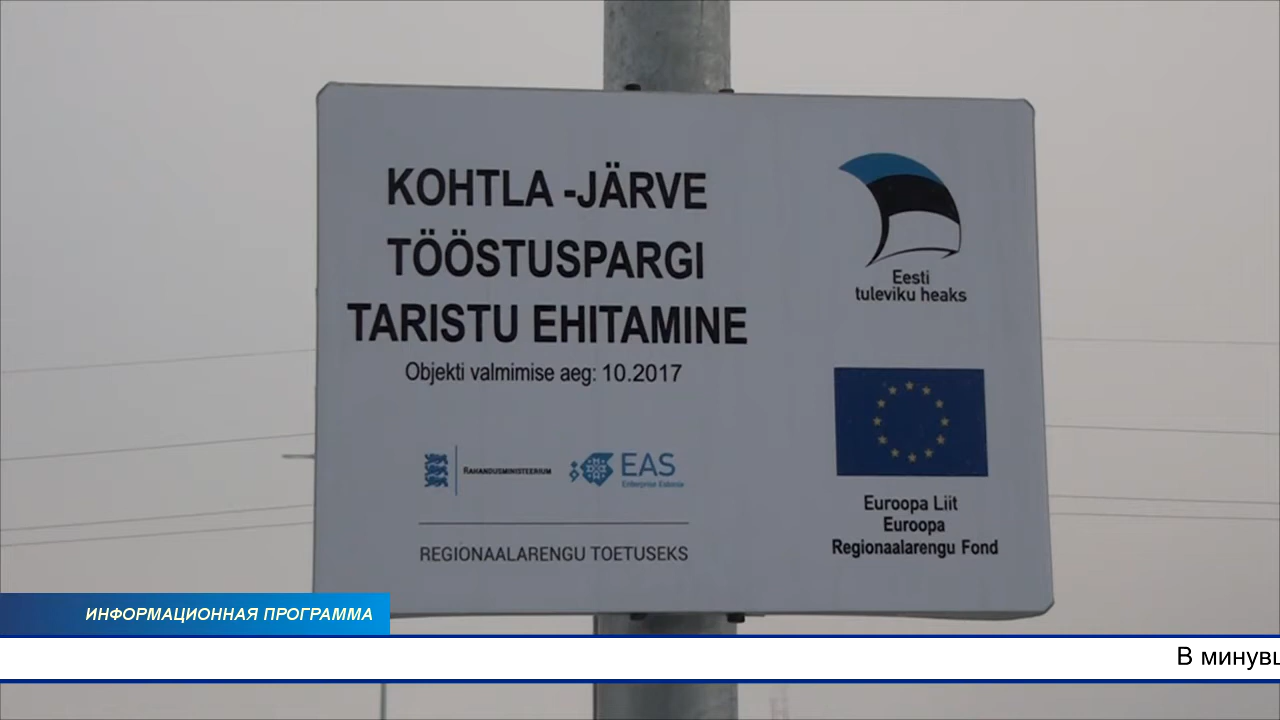 KOHTLA -JÄRVE
TÖÖSTUSPARGI
TARISTU EHITAMINE
Objekti valmimise aeg: 10.2017
RAHANDUSMINISTEERIUM
EAS
Enterprise Estonia
REGIONAALARENGU TOETUSEKS
Eesti
tuleviku heaks
Euroopa Liit
Euroopa
Regionaalarengu Fond
ИНФОРМАЦИОННАЯ ПРОГРАММА
В